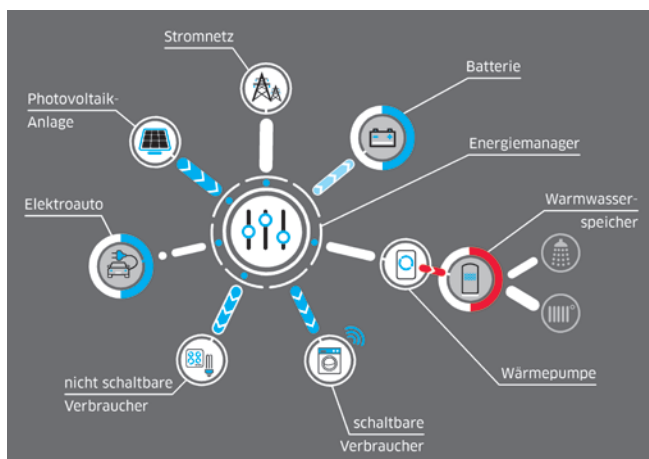 Stromnetz
Batterie
Photovoltaik-
Anlage
Energiemanager
Elektroauto
Warmwasser-
speicher
Wärmepumpe
nicht schaltbare
Verbraucher
schaltbare
Verbraucher